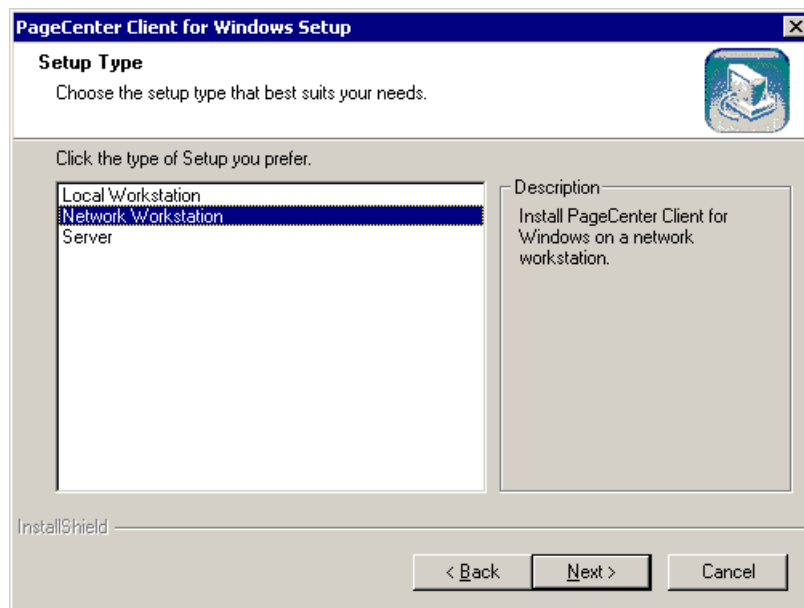 PageCenter Client for Windows Setup
Setup Type
Choose the setup type that best suits your needs.
Click the type of Setup you prefer.
Local Workstation
Network Workstation
Server
Description
Install PageCenter Client for
Windows on a network
workstation.
InstallShield
< Back
Next >
Cancel